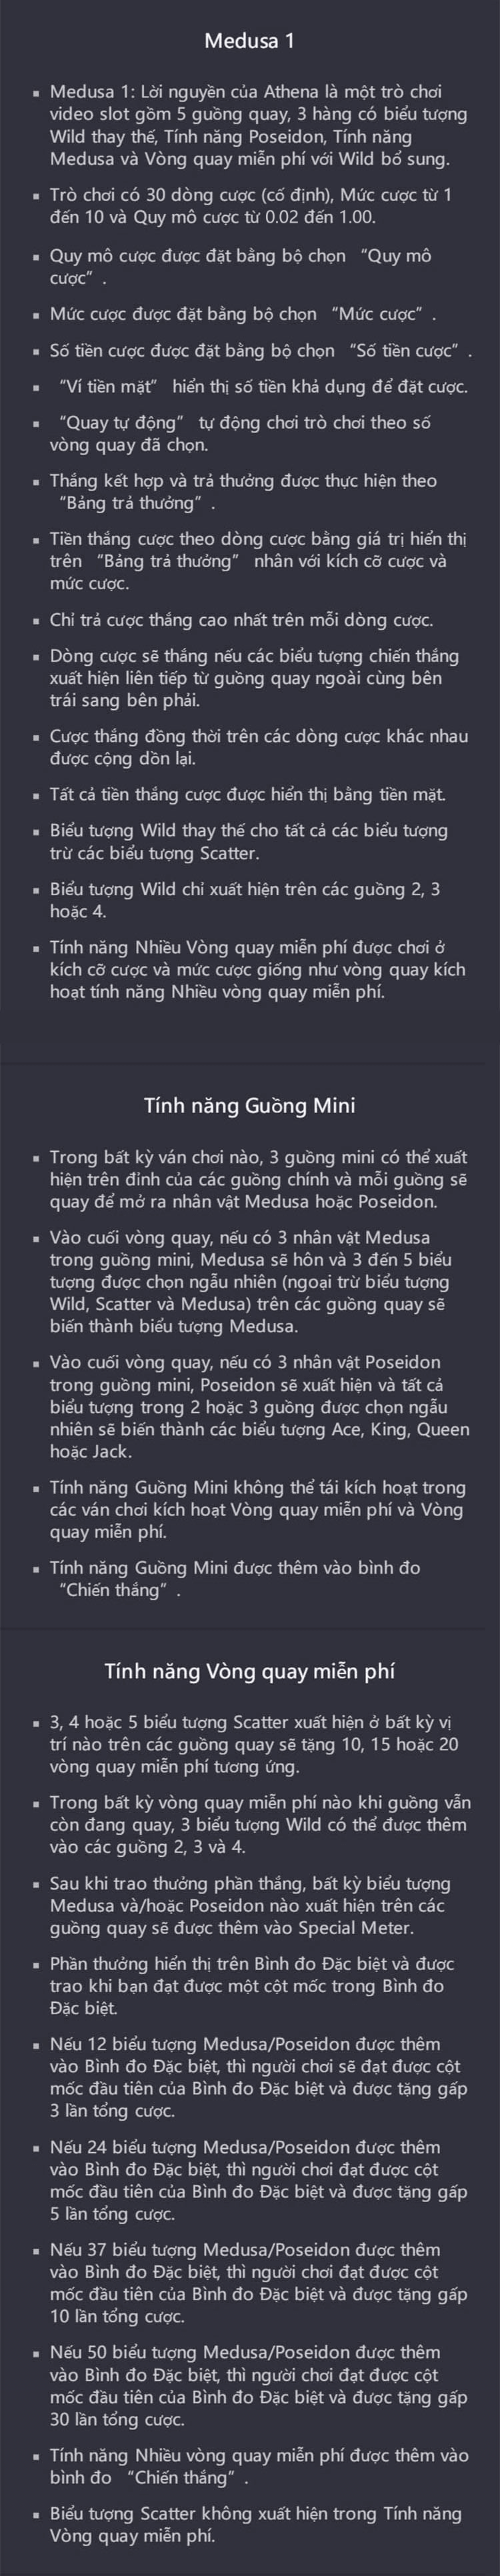 Medusa 1
Medusa 1: Lời nguyền của Athena là một trò chơi
video slot gồm 5 guồng quay, 3 hàng có biểu tượng
Wild thay thế, Tính năng Poseidon, Tính năng
Medusa và Vòng quay miễn phí với Wild bổ sung.
Trò chơi có 30 dòng cược (cố định), Mức cược từ 1
đến 10 và Quy mô cược từ 0.02 đến 1.00.
Quy mô cược được đặt bằng bộ chọn “Quy mô
cược”.
Mức cược được đặt bằng bộ chọn “Mức cược”.
Số tiền cược được đặt bằng bộ chọn “Số tiền cược”.
“Ví tiền mặt” hiển thị số tiền khả dụng để đặt cược.
“Quay tự động” tự động chơi trò chơi theo số
vòng quay đã chọn.
Thắng kết hợp và trả thưởng được thực hiện theo
“Bảng trả thưởng”.
Tiền thắng cược theo dòng cược bằng giá trị hiển thị
trên “Bảng trả thưởng” nhân với kích cỡ cược và
mức cược.
Chỉ trả cược thắng cao nhất trên mỗi dòng cược.
Dòng cược sẽ thắng nếu các biểu tượng chiến thắng
xuất hiện liên tiếp từ guồng quay ngoài cùng bên
trái sang bên phải.
Cược thắng đồng thời trên các dòng cược khác nhau
được cộng dồn lại.
Tất cả tiền thắng cược được hiển thị bằng tiền mặt.
Biểu tượng Wild thay thế cho tất cả các biểu tượng
trừ các biểu tượng Scatter.
Biểu tượng Wild chỉ xuất hiện trên các guồng 2, 3
hoặc 4.
Tính năng Nhiều Vòng quay miễn phí được chơi ở
kích cỡ cược và mức cược giống như vòng quay kích
hoạt tính năng Nhiều vòng quay miễn phí.
Tính năng Guồng Mini
Trong bất kỳ ván chơi nào, 3 guồng mini có thể xuất
hiện trên đỉnh của các guồng chính và mỗi guồng sẽ
quay để mở ra nhân vật Medusa hoặc Poseidon.
Vào cuối vòng quay, nếu có 3 nhân vật Medusa
trong guồng mini, Medusa sẽ hôn và 3 đến 5 biểu
tượng được chọn ngẫu nhiên (ngoại trừ biểu tượng
Wild, Scatter và Medusa) trên các guồng quay sẽ
biến thành biểu tượng Medusa.
Vào cuối vòng quay, nếu có 3 nhân vật Poseidon
trong guồng mini, Poseidon sẽ xuất hiện và tất cả
biểu tượng trong 2 hoặc 3 guồng được chọn ngẫu
nhiên sẽ biến thành các biểu tượng Ace, King, Queen
hoặc Jack.
Tính năng Guồng Mini không thể tái kích hoạt trong
các ván chơi kích hoạt Vòng quay miễn phí và Vòng
quay miễn phí.
Tính năng Guồng Mini được thêm vào bình đo
“Chiến thắng”.
Tính năng Vòng quay miễn phí
3, 4 hoặc 5 biểu tượng Scatter xuất hiện ở bất kỳ vị
trí nào trên các guồng quay sẽ tặng 10, 15 hoặc 20
vòng quay miễn phí tương ứng.
Trong bất kỳ vòng quay miễn phí nào khi guồng vẫn
còn đang quay, 3 biểu tượng Wild có thể được thêm
vào các guồng 2, 3 và 4.
Sau khi trao thưởng phần thắng, bất kỳ biểu tượng
Medusa và/hoặc Poseidon nào xuất hiện trên các
guồng quay sẽ được thêm vào Special Meter.
Phần thưởng hiển thị trên Bình đo Đặc biệt và được
trao khi bạn đạt được một cột mốc trong Bình đo
Đặc biệt.
Nếu 12 biểu tượng Medusa/Poseidon được thêm
vào Bình đo Đặc biệt, thì người chơi sẽ đạt được cột
mốc đầu tiên của Bình đo Đặc biệt và được tặng gấp
3 lần tổng cược.
Nếu 24 biểu tượng Medusa/Poseidon được thêm
vào Bình đo Đặc biệt, thì người chơi đạt được cột
mốc đầu tiên của Bình đo Đặc biệt và được tặng gấp
5 lần tổng cược.
Nếu 37 biểu tượng Medusa/Poseidon được thêm
vào Bình đo Đặc biệt, thì người chơi đạt được cột
mốc đầu tiên của Bình đo Đặc biệt và được tặng gấp
10 lần tổng cược.
Nếu 50 biểu tượng Medusa/Poseidon được thêm
vào Bình đo Đặc biệt, thì người chơi đạt được cột
mốc đầu tiên của Bình đo Đặc biệt và được tặng gấp
30 lần tổng cược.
Tính năng Nhiều vòng quay miễn phí được thêm vào
bình đo “Chiến thắng”.
Biểu tượng Scatter không xuất hiện trong Tính năng
Vòng quay miễn phí.